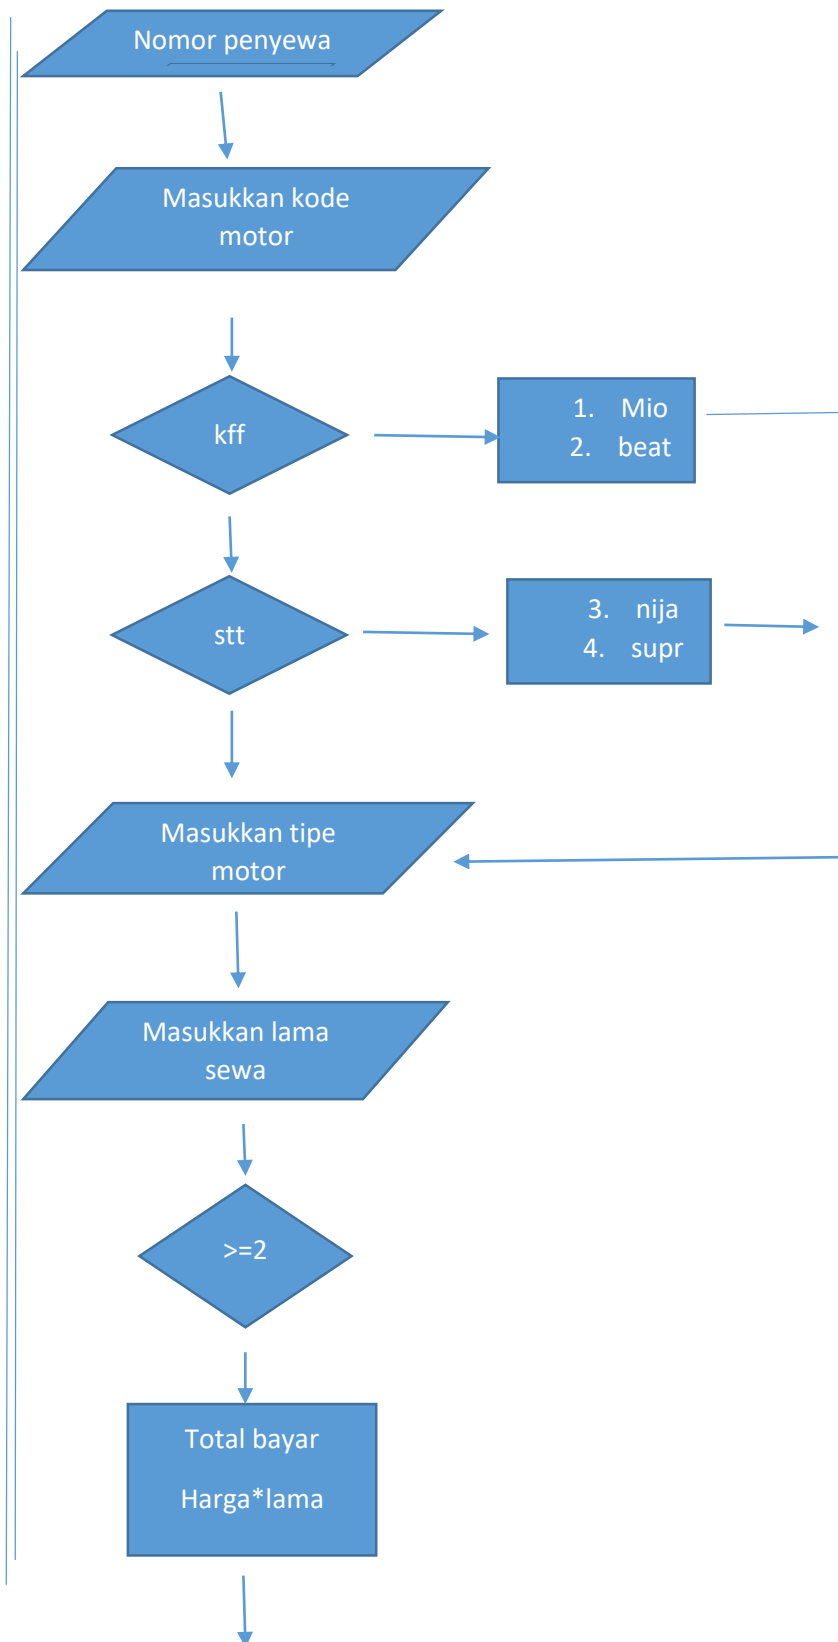 Nomor penyewa
Masukkan kode
motor
kff
1. Mio
2. beat
stt
3. nija
4. supr
Masukkan tipe
motor
Masukkan lama
sewa
>=2
Total bayar
Harga*lama